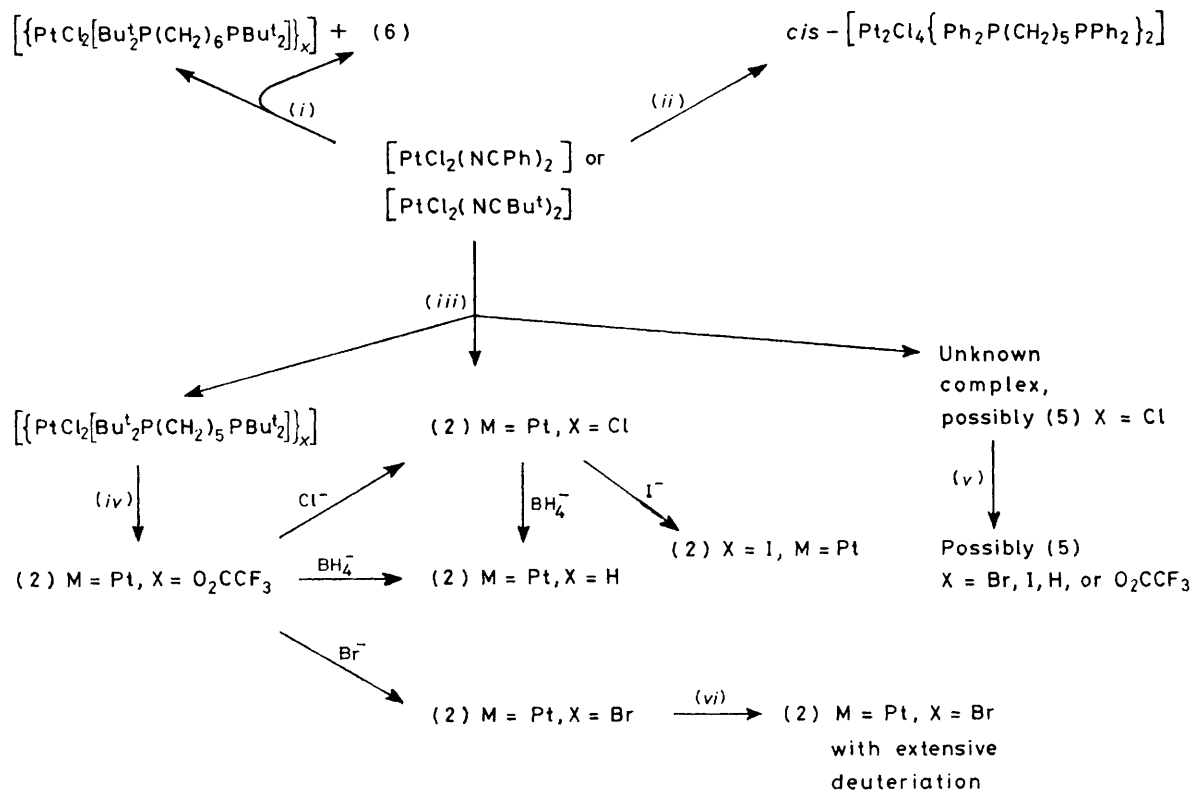 [{PtCl₂[Buᵗ₂P(CH₂)₆PBuᵗ₂]}ₓ] + (6)
cis-[Pt₂Cl₄{Ph₂P(CH₂)₅PPh₂}₂]
(i)
(ii)
[PtCl₂(NCPh)₂] or
[PtCl₂(NCBuᵗ)₂]
(iii)
Unknown
complex,
possibly (5) X = Cl
[{PtCl₂[Buᵗ₂P(CH₂)₅PBuᵗ₂]}ₓ]
(2) M = Pt, X = Cl
(iv)
Cl⁻
BH₄⁻
I⁻
(v)
(2) X = I, M = Pt
Possibly (5)
X = Br, I, H, or O₂CCF₃
(2) M = Pt, X = O₂CCF₃
BH₄⁻
(2) M = Pt, X = H
Br⁻
(2) M = Pt, X = Br
(vi)
(2) M = Pt, X = Br
with extensive
deuteriation